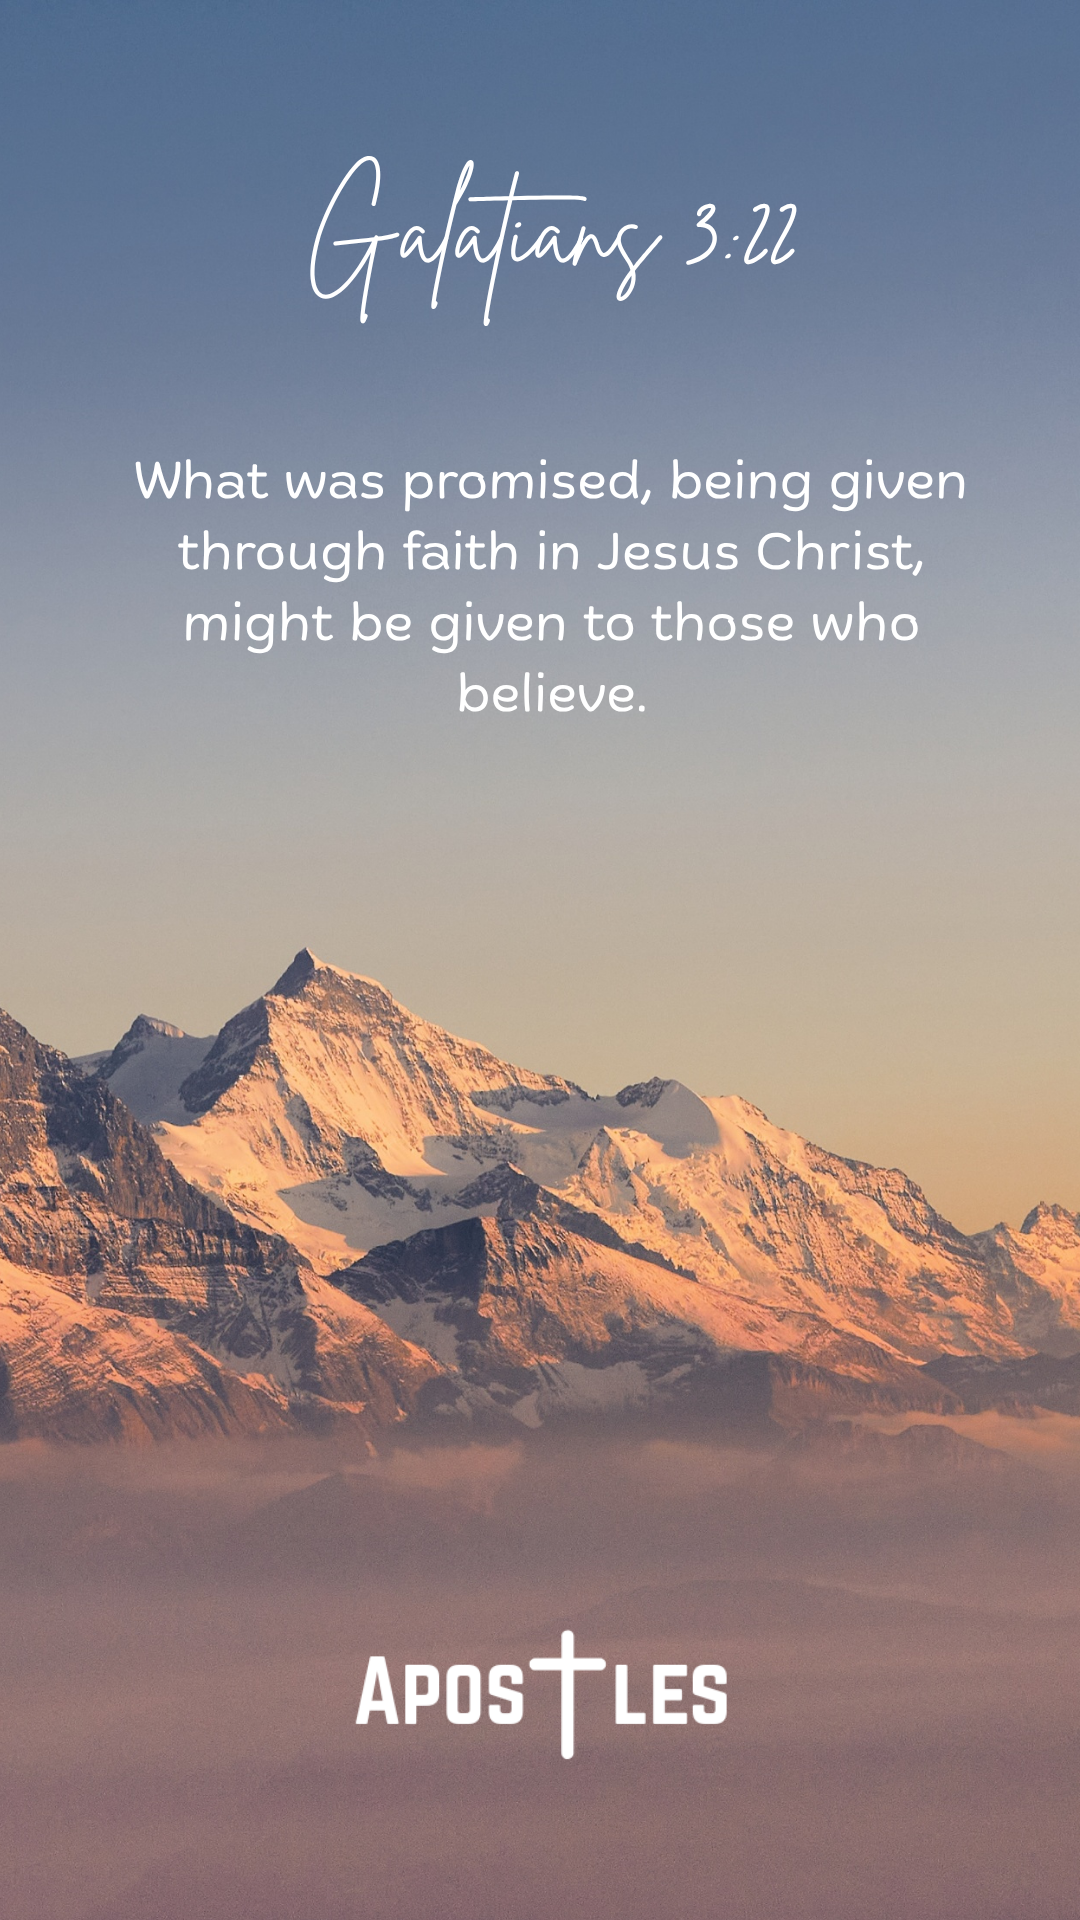 Galatians 3:22
What was promised, being given
through faith in Jesus Christ,
might be given to those who
believe.
APOSTLES